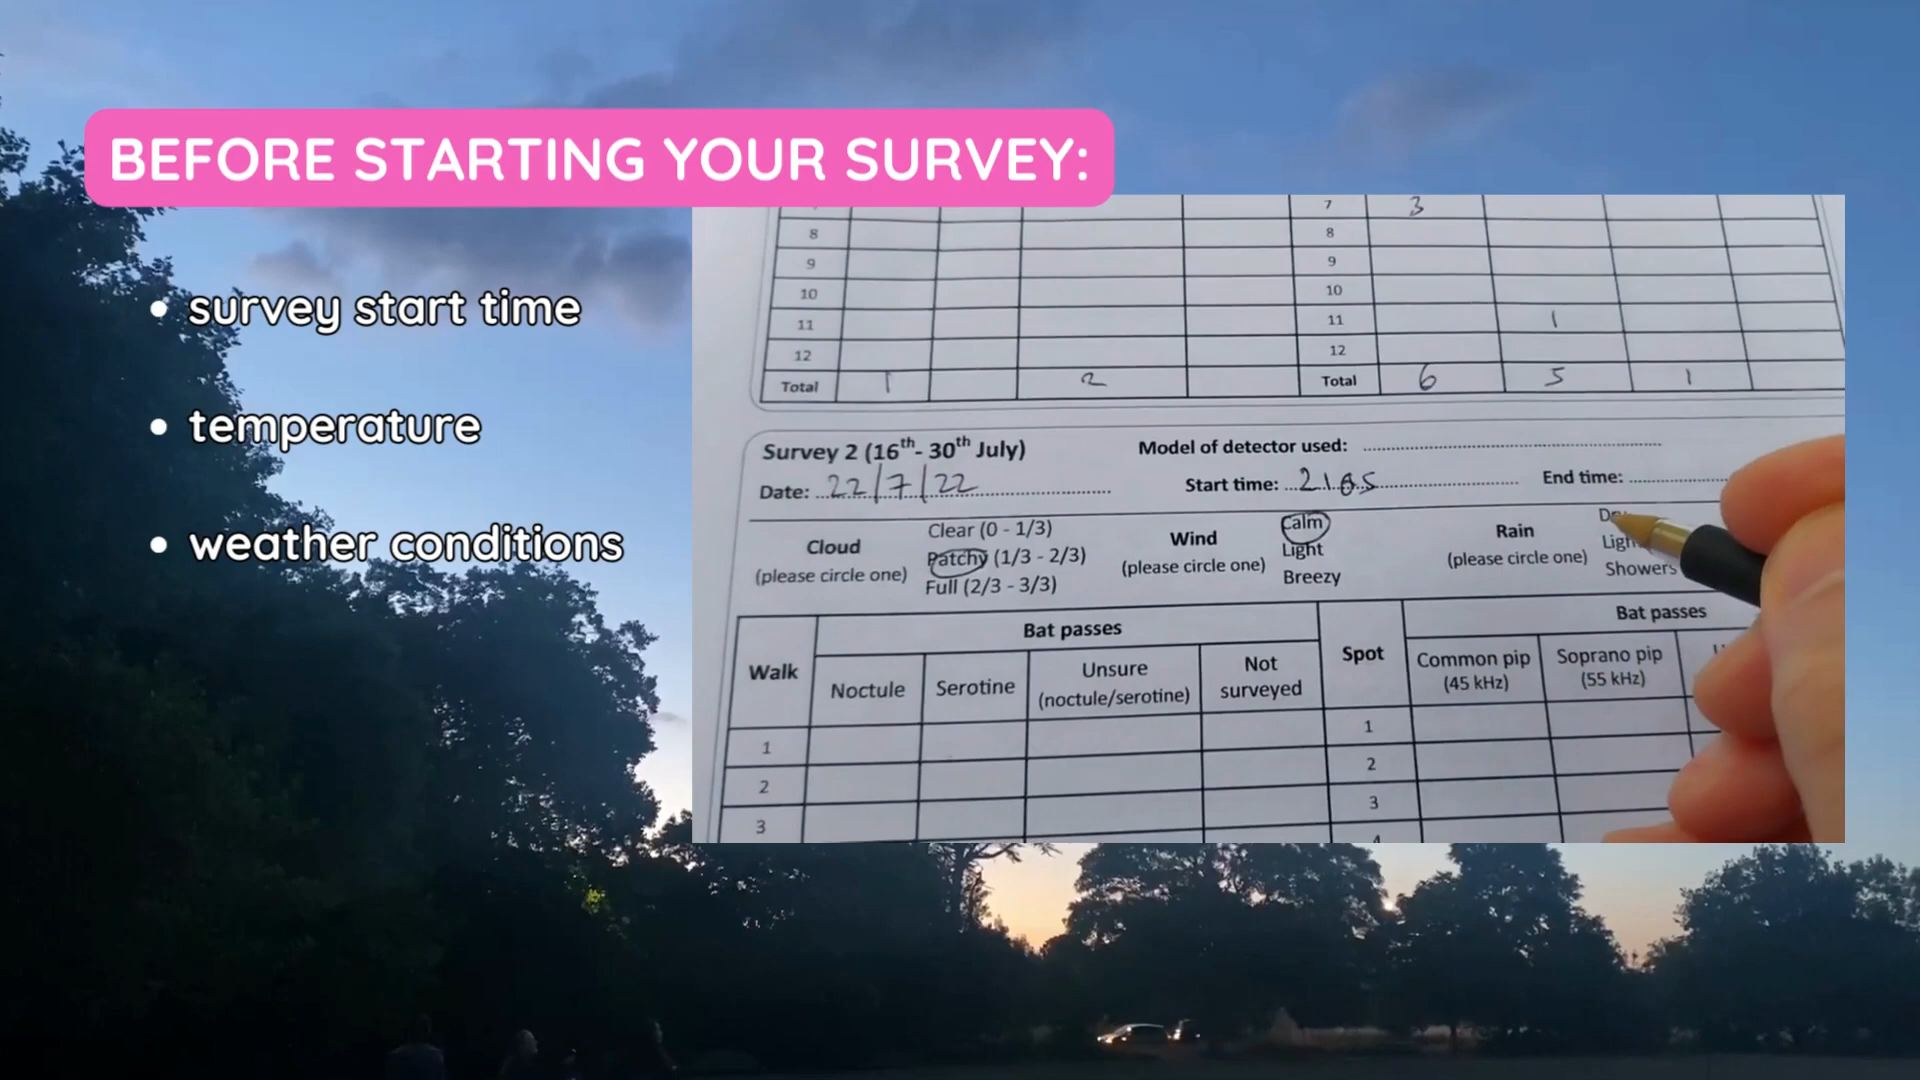 BEFORE STARTING YOUR SURVEY:
• survey start time
• temperature
• weather conditions
7 3
8 8
9 9
10 10
11 11 1
12 12
Total 1 2 Total 6 5 1
Survey 2 (16th- 30th July) Model of detector used:
Date: 22/7/22 Start time: 2105 End time:
Cloud (please circle one) Clear (0 - 1/3) Patchy (1/3 - 2/3) Full (2/3 - 3/3)
Wind (please circle one) Calm Light Breezy
Rain (please circle one) Showers
Walk Bat passes Spot Bat passes
Noctule Serotine Unsure (noctule/serotine) Not surveyed Common pip (45 kHz) Soprano pip (55 kHz)
1 1
2 2
3 3